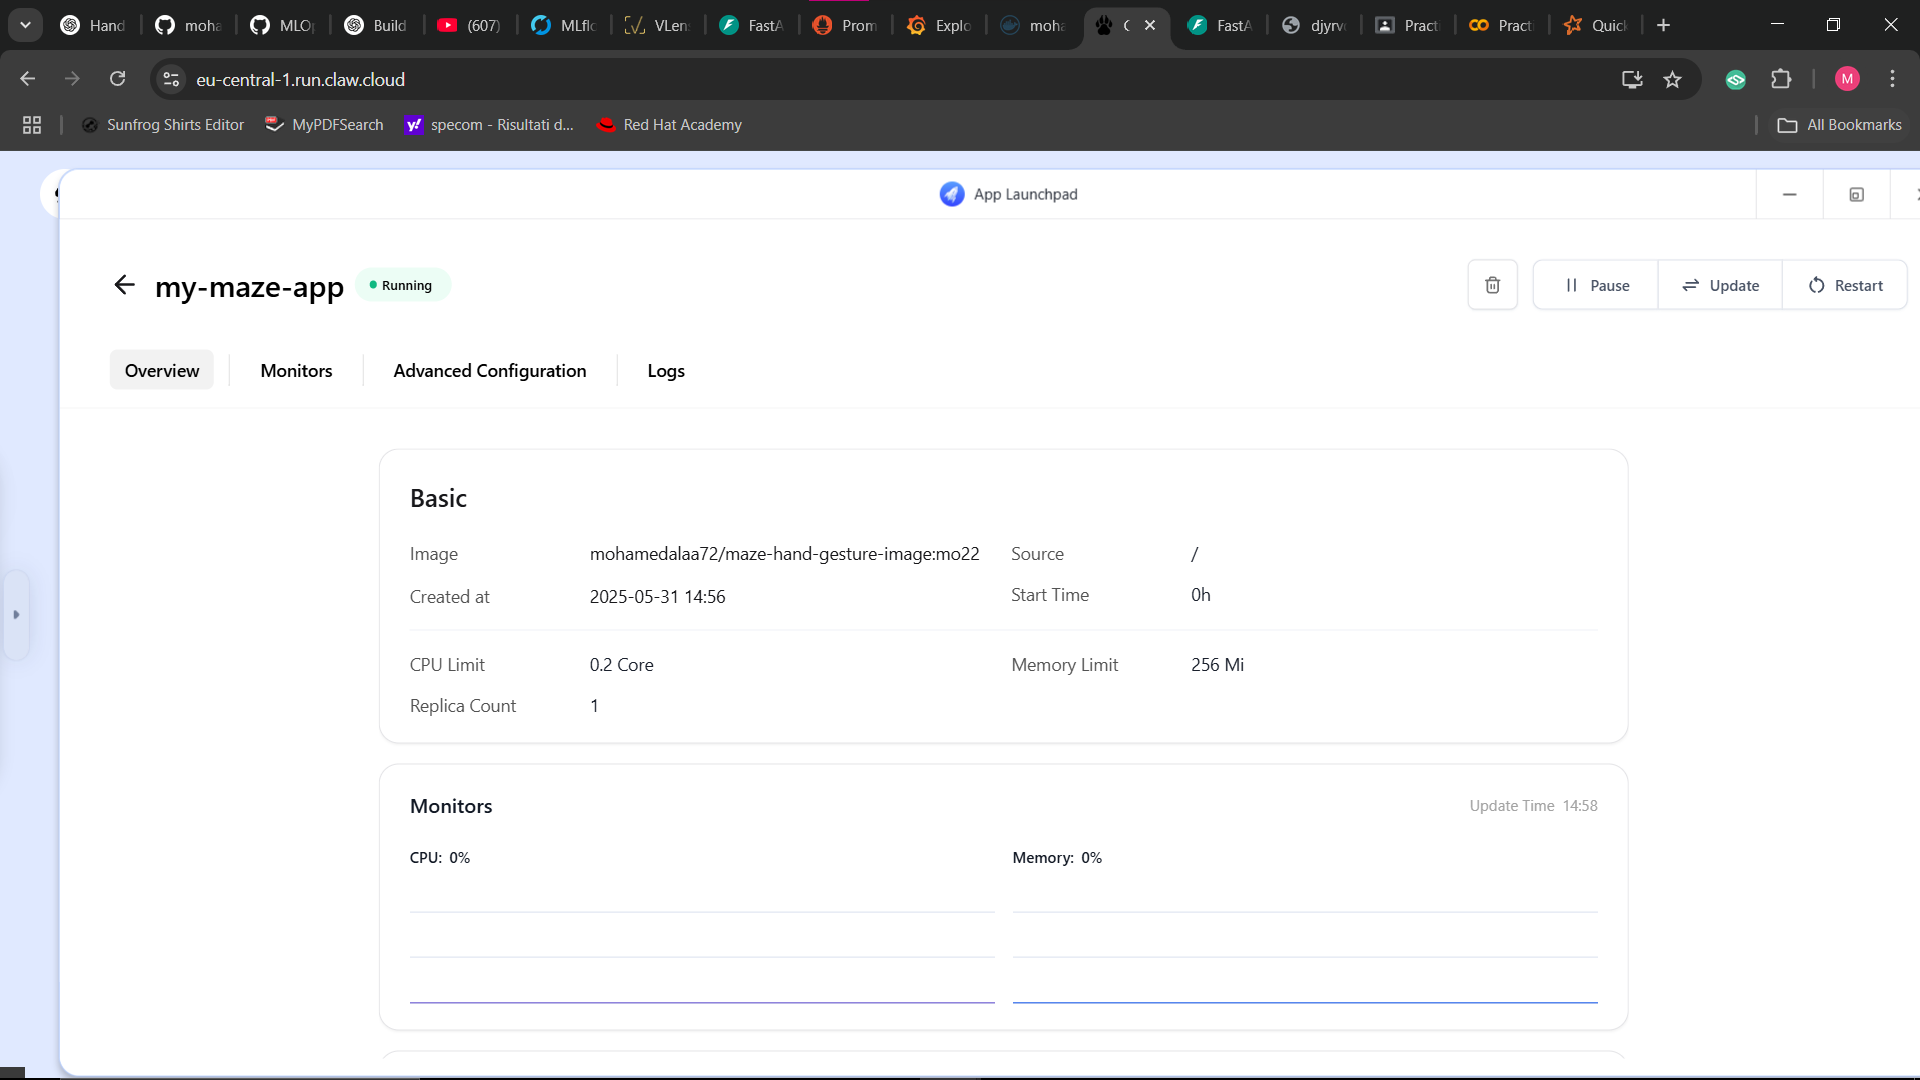 Hand
moha
MLOp
Build
(607)
MLflo
VLens
FastA
Prom
Explo
moha
C
FastA
djyrv
Practi
Practi
Quick
eu-central-1.run.claw.cloud
M
Sunfrog Shirts Editor
MyPDFSearch
specom - Risultati d...
Red Hat Academy
All Bookmarks
App Launchpad
my-maze-app
Running
Pause
Update
Restart
Overview
Monitors
Advanced Configuration
Logs
Basic
Image mohamedalaa72/maze-hand-gesture-image:mo22 Source /
Created at 2025-05-31 14:56 Start Time 0h
CPU Limit 0.2 Core Memory Limit 256 Mi
Replica Count 1
Monitors Update Time 14:58
CPU: 0% Memory: 0%